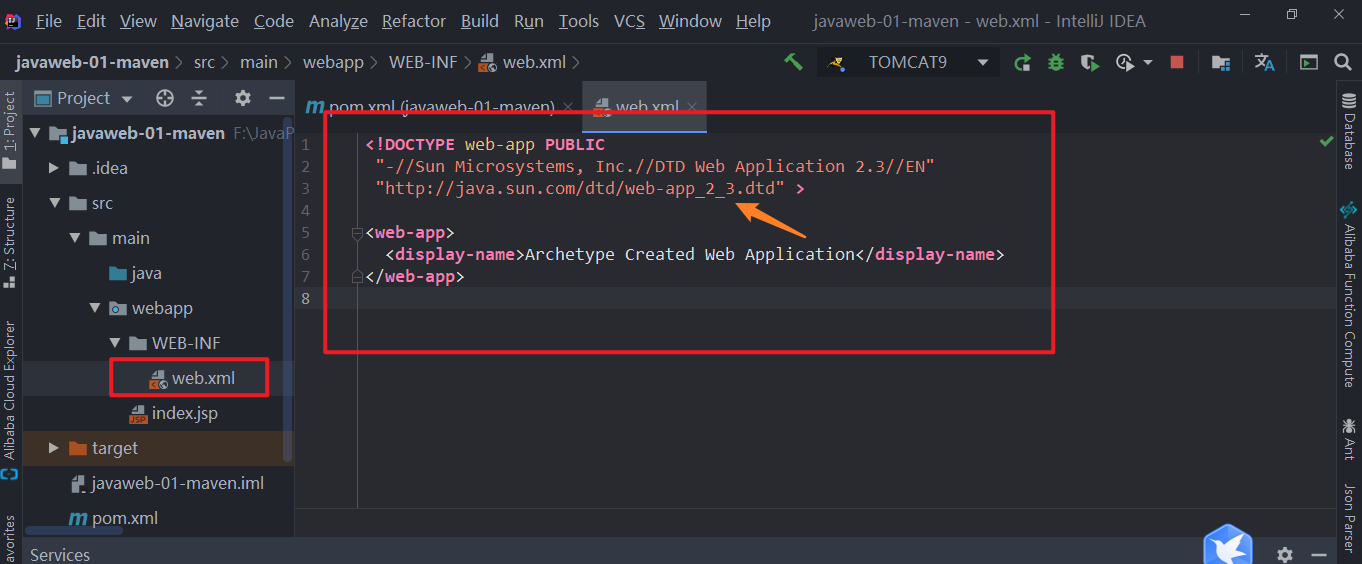 File Edit View Navigate Code Analyze Refactor Build Run Tools VCS Window Help javaweb-01-maven - web.xml - IntelliJ IDEA
javaweb-01-maven src main webapp WEB-INF web.xml TOMCAT9
1: Project
Z: Structure
Alibaba Cloud Explorer
Project
pom.xml (javaweb-01-maven)
web.xml
javaweb-01-maven F:\JavaP
.idea
src
main
java
webapp
WEB-INF
web.xml
index.jsp
target
javaweb-01-maven.iml
pom.xml
1 <!DOCTYPE web-app PUBLIC
2 "-//Sun Microsystems, Inc.//DTD Web Application 2.3//EN"
3 "http://java.sun.com/dtd/web-app_2_3.dtd" >
4
5 <web-app>
6 <display-name>Archetype Created Web Application</display-name>
7 </web-app>
8
Database
Alibaba Function Compute
Ant
Json Parser
avorites
Services